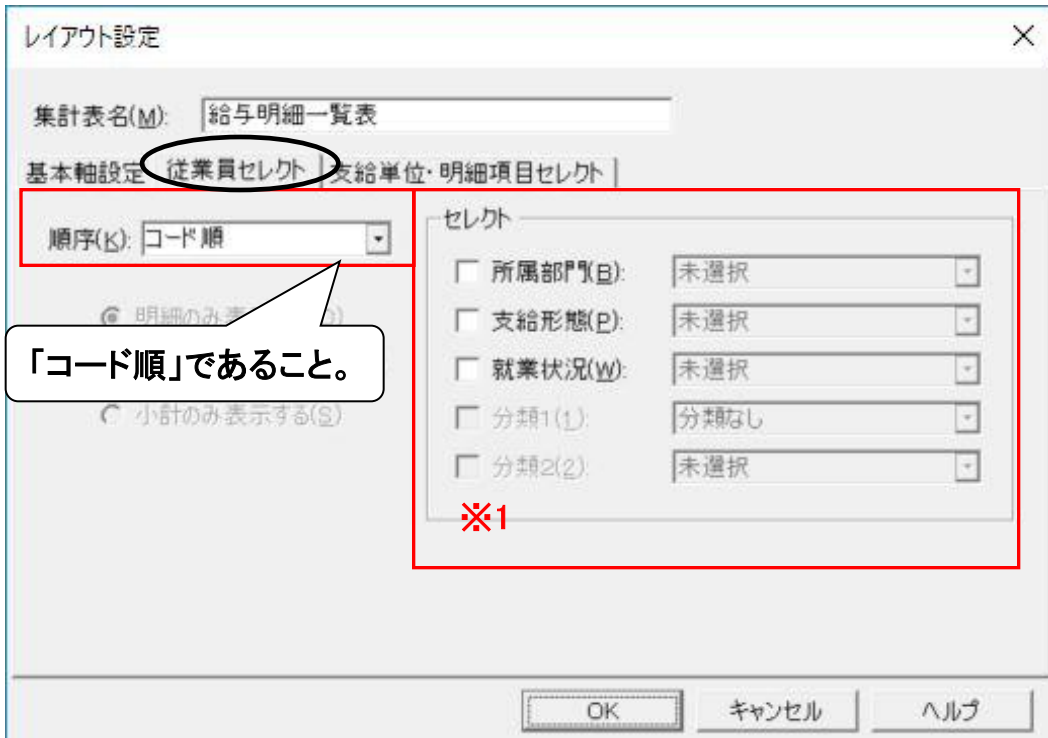 レイアウト設定
集計表名(M): 給与明細一覧表
基本軸設定 従業員セレクト 支給単位・明細項目セレクト
順序(K): コード順
セレクト
所属部門(B): 未選択
支給形態(P): 未選択
就業状況(W): 未選択
分類1(1): 分類なし
分類2(2): 未選択
※1
明細のみ表
「コード順」であること。
小計のみ表示する(S)
OK キャンセル ヘルプ